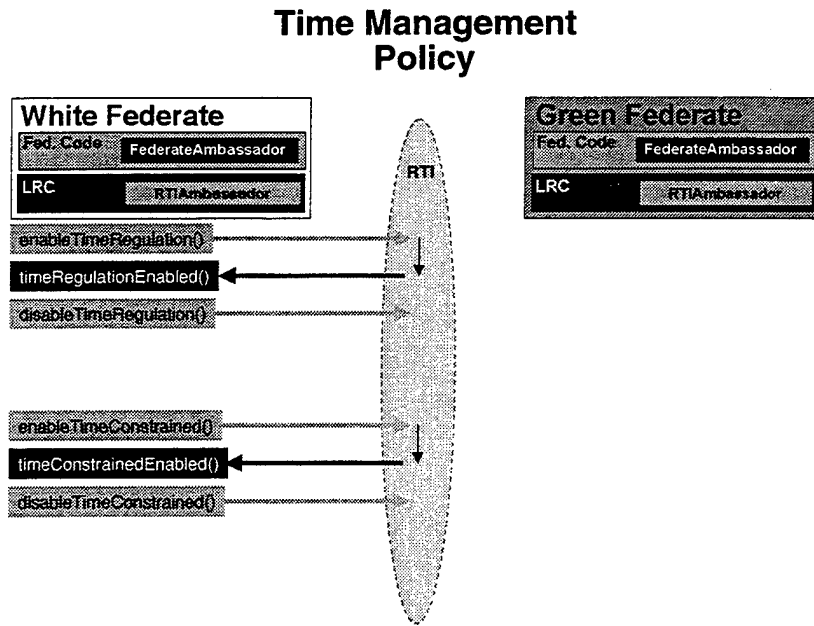 Time Management
Policy
White Federate
Fed. Code
FederateAmbassador
LRC
RTIAmbassador
Green Federate
Fed. Code
FederateAmbassador
LRC
RTIAmbassador
RTI
enableTimeRegulation()
timeRegulationEnabled()
disableTimeRegulation()
enableTimeConstrained()
timeConstrainedEnabled()
disableTimeConstrained()